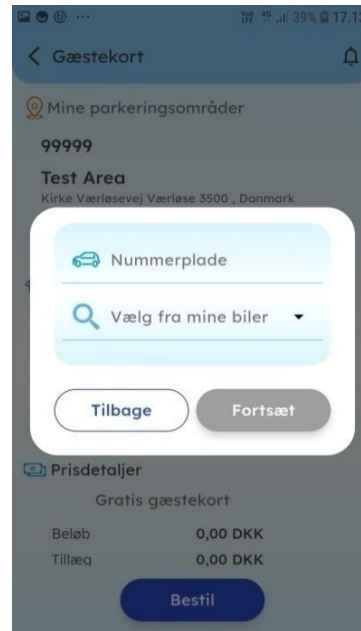 39% 17.13
Gæstekort
Mine parkeringsområder
99999
Test Area
Kirke Værløsevej Værløse 3500 , Danmark
Nummerplade
Vælg fra mine biler
Tilbage
Fortsæt
Prisdetaljer
Gratis gæstekort
Beløb 0,00 DKK
Tillæg 0,00 DKK
Bestil